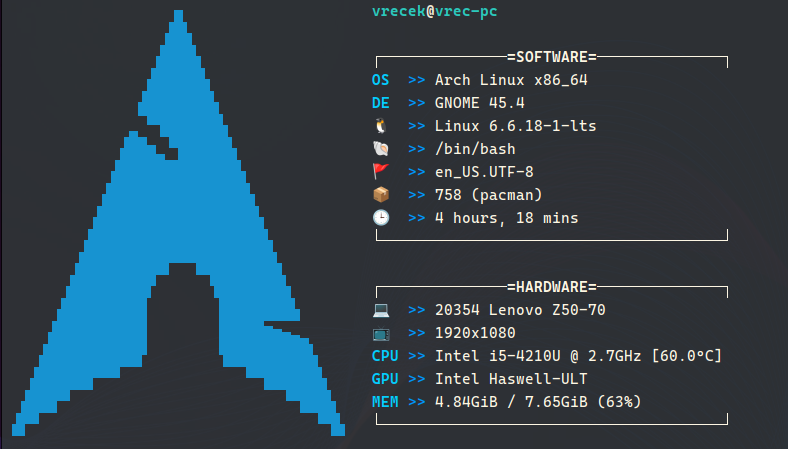 vrecek@vrec-pc
=SOFTWARE=
OS >> Arch Linux x86_64
DE >> GNOME 45.4
🐧 >> Linux 6.6.18-1-lts
🐚 >> /bin/bash
🚩 >> en_US.UTF-8
📦 >> 758 (pacman)
🕒 >> 4 hours, 18 mins
=HARDWARE=
💻 >> 20354 Lenovo Z50-70
📺 >> 1920x1080
CPU >> Intel i5-4210U @ 2.7GHz [60.0°C]
GPU >> Intel Haswell-ULT
MEM >> 4.84GiB / 7.65GiB (63%)